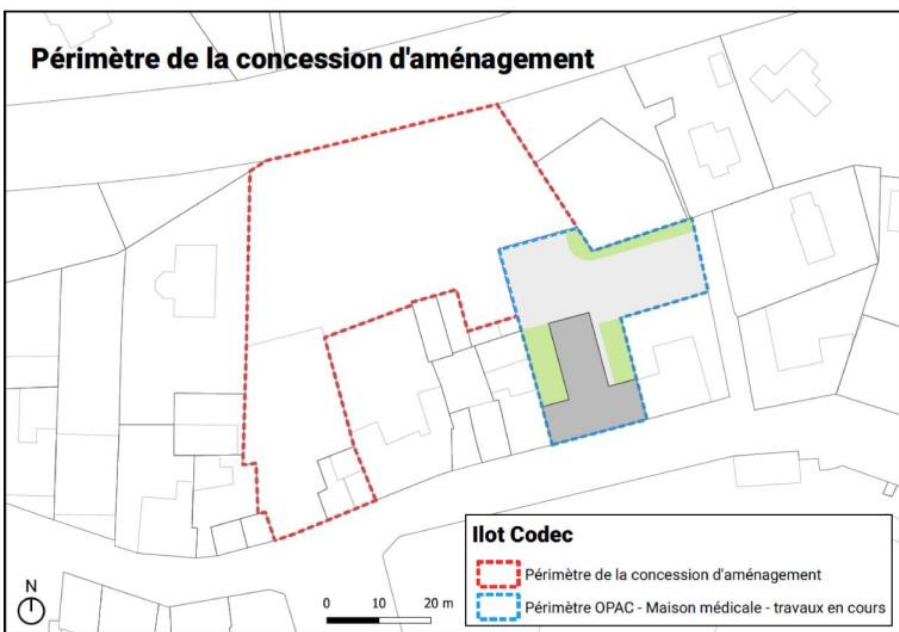 Périmètre de la concession d'aménagement
Ilot Codec
Périmètre de la concession d'aménagement
Périmètre OPAC - Maison médicale - travaux en cours
N
0 10 20 m